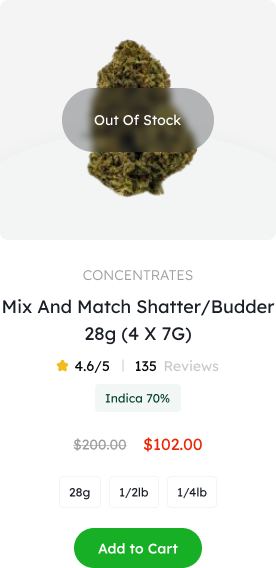 Out Of Stock
CONCENTRATES
Mix And Match Shatter/Budder
28g (4 X 7G)
4.6/5 | 135 Reviews
Indica 70%
$200.00 $102.00
28g 1/2lb 1/4lb
Add to Cart